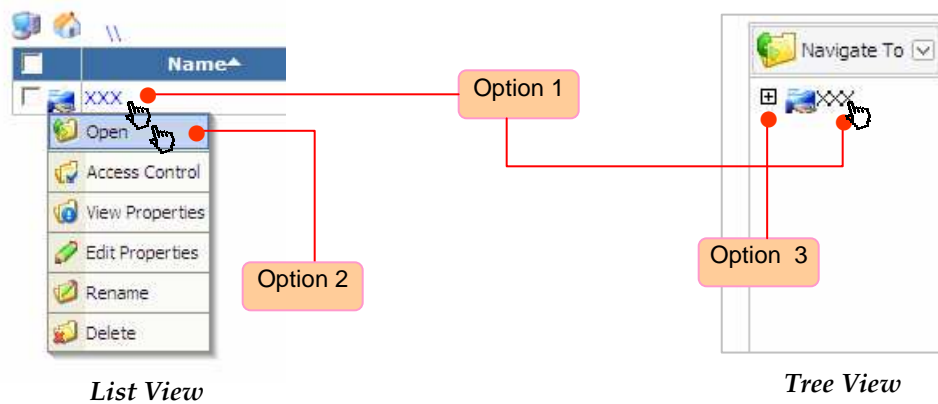 \\
Name
XXX
Open
Access Control
View Properties
Edit Properties
Rename
Delete
List View
Option 1
Option 2
Navigate To
XXX
Option 3
Tree View